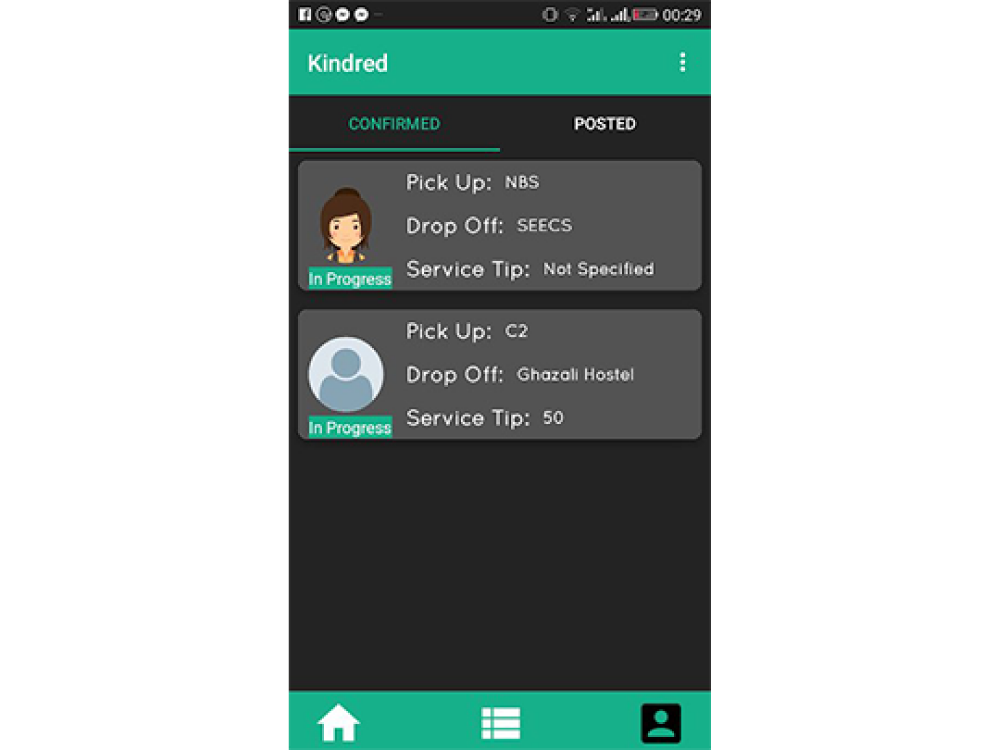 00:29
Kindred
CONFIRMED POSTED
Pick Up: NBS
Drop Off: SEECS
Service Tip: Not Specified
In Progress
Pick Up: C2
Drop Off: Ghazali Hostel
Service Tip: 50
In Progress